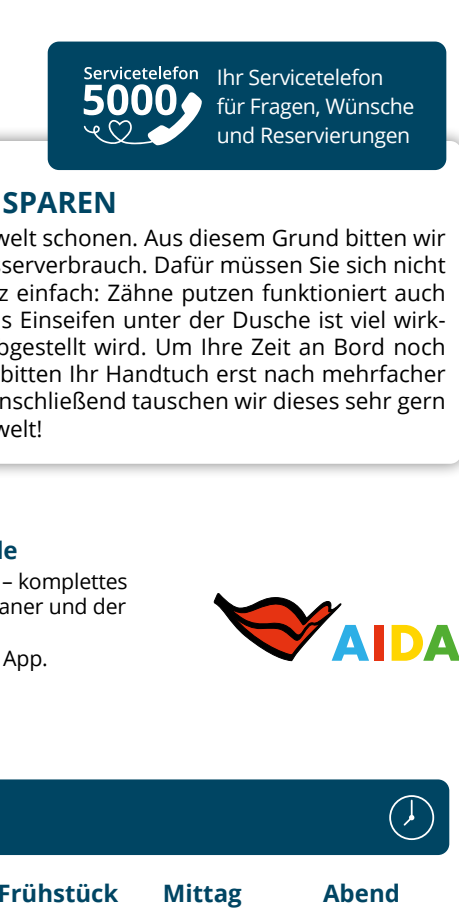 Servicetelefon
5000
Ihr Servicetelefon
für Fragen, Wünsche
und Reservierungen
SPAREN
welt schonen. Aus diesem Grund bitten wir
sserverbrauch. Dafür müssen Sie sich nicht
z einfach: Zähne putzen funktioniert auch
s Einseifen unter der Dusche ist viel wirk-
bgestellt wird. Um Ihre Zeit an Bord noch
bitten Ihr Handtuch erst nach mehrfacher
nschließend tauschen wir dieses sehr gern
welt!
le
– komplettes
aner und der
App.
AIDA
Frühstück Mittag Abend